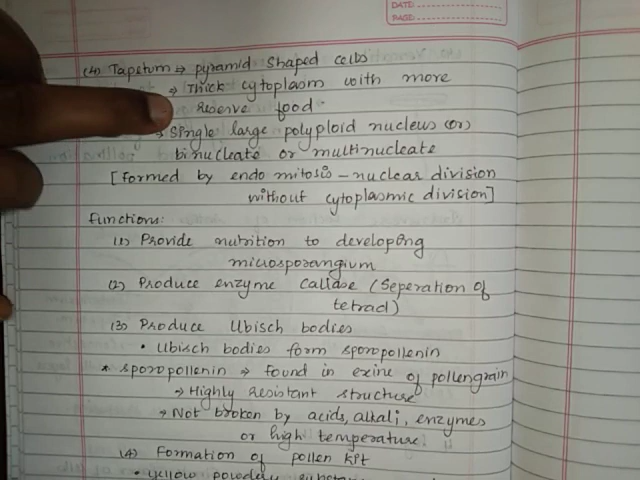 DATE:
PAGE:
(4) Tapetum → pyramid shaped cells
→ Thick cytoplasm with more
reserve food
→ Single large polyploid nucleus (or)
binucleate or multinucleate
[formed by endo mitosis - nuclear division
without cytoplasmic division]
Functions:
(1) Provide nutrition to developing
microsporangium
(2) Produce enzyme callase (Seperation of
tetrad)
(3) Produce Ubisch bodies
• Ubisch bodies form sporopollenin
* sporopollenin → found in exine of pollengrain
→ Highly resistant structure
→ Not broken by acids, alkali, enzymes
or high temperature
(4) Formation of pollen kit
• yellow powdery